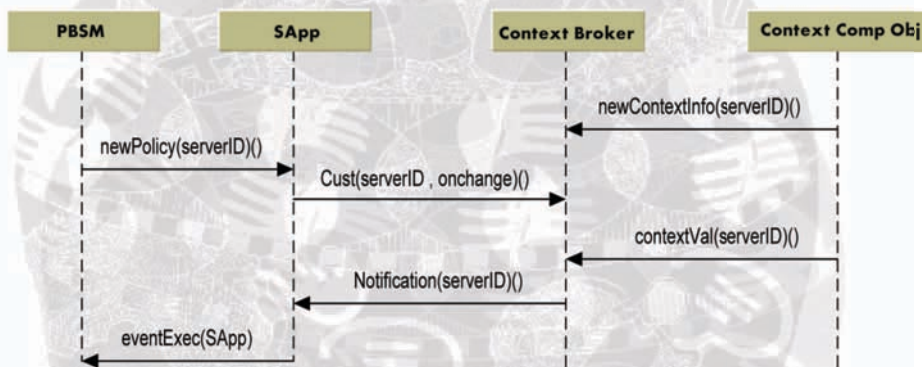 PBSM
SApp
Context Broker
Context Comp Obj
newContextInfo(serverID)()
newPolicy(serverID)()
Cust(serverID , onchange)()
contextVal(serverID)()
Notification(serverID)()
eventExec(SApp)